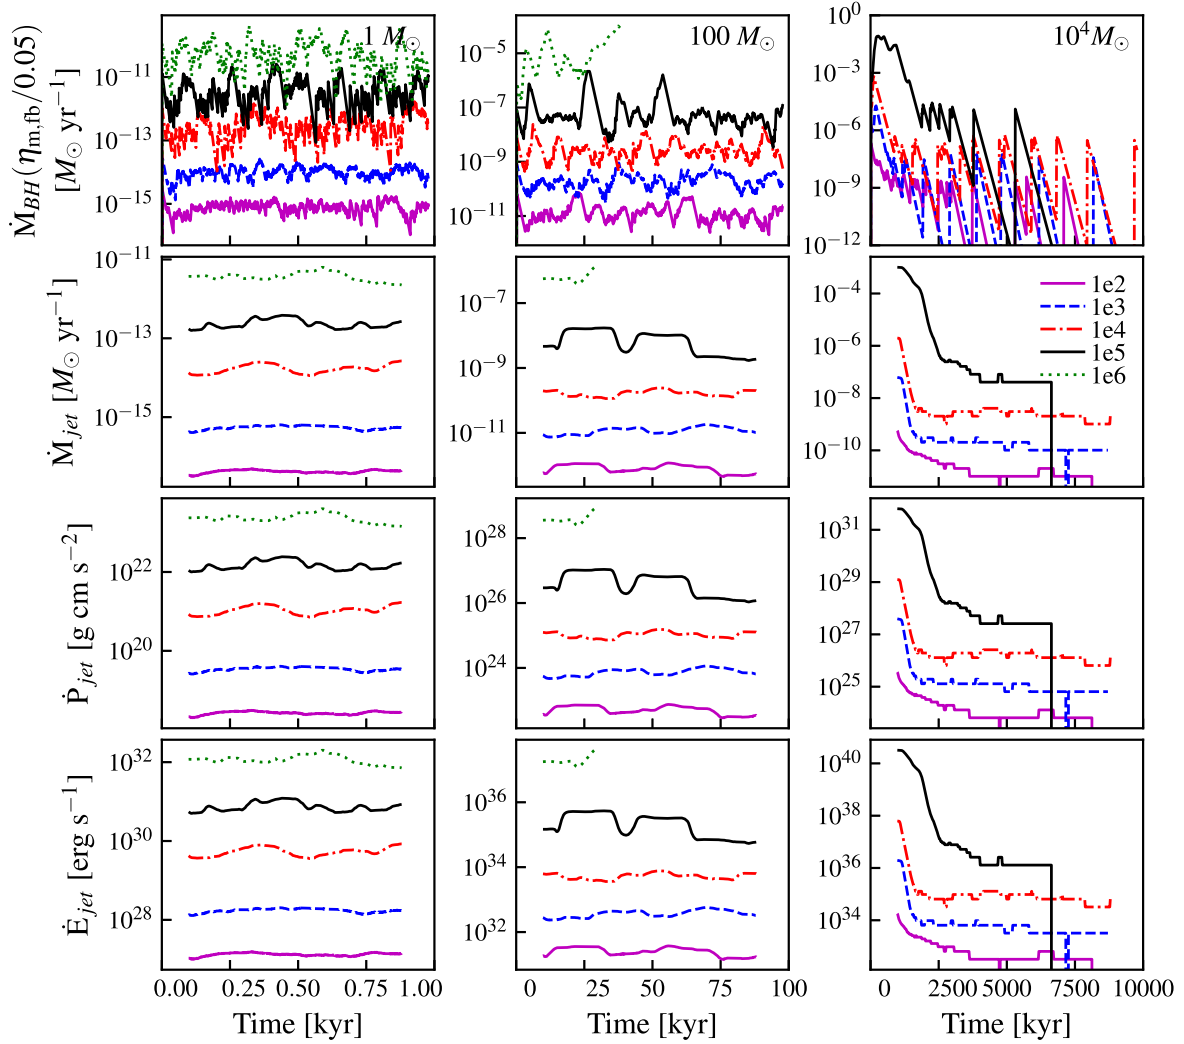 1 M⊙
100 M⊙
10⁴M⊙
Ṁ_BH(η_m,fb/0.05)
[M⊙ yr⁻¹]
10⁻¹¹
10⁻¹³
10⁻¹⁵
10⁻⁵
10⁻⁷
10⁻⁹
10⁻¹¹
10⁰
10⁻³
10⁻⁶
10⁻⁹
10⁻¹²
Ṁ_jet [M⊙ yr⁻¹]
10⁻¹¹
10⁻¹³
10⁻¹⁵
10⁻⁷
10⁻⁹
10⁻¹¹
10⁻⁴
10⁻⁶
10⁻⁸
10⁻¹⁰
1e2
1e3
1e4
1e5
1e6
Ṗ_jet [g cm s⁻²]
10²²
10²⁰
10²⁸
10²⁶
10²⁴
10³¹
10²⁹
10²⁷
10²⁵
Ė_jet [erg s⁻¹]
10³²
10³⁰
10²⁸
10³⁶
10³⁴
10³²
10⁴⁰
10³⁸
10³⁶
10³⁴
0.00 0.25 0.50 0.75 1.00
0 25 50 75 100
0 2500 5000 7500 10000
Time [kyr]
Time [kyr]
Time [kyr]